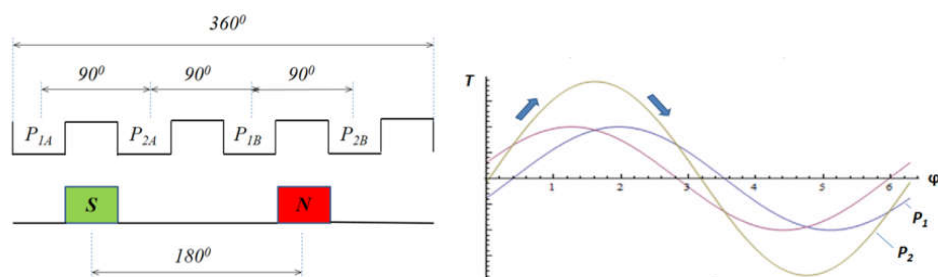 360⁰
90⁰ 90⁰ 90⁰
P₁A P₂A P₁B P₂B
S N
180⁰
T
1 2 3 4 5 6
φ
P₁
P₂